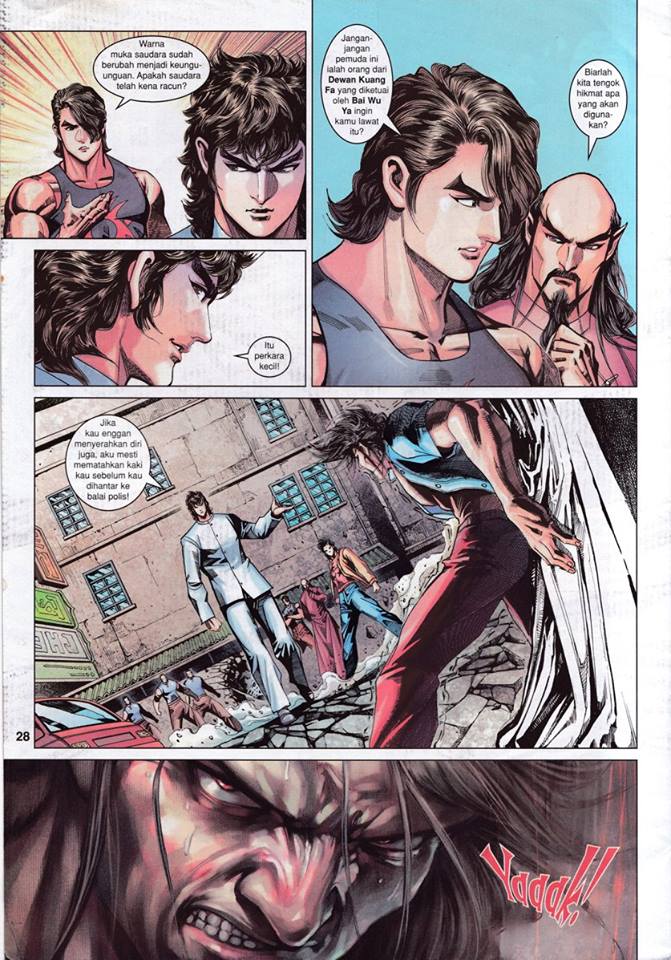 Warna
muka saudara sudah
berubah menjadi keungu-
unguan. Apakah saudara
telah kena racun?
Jangan-
jangan
pemuda ini
ialah orang dari
Dewan Kuang
Fa yang diketuai
oleh Bai Wu
Ya ingin
kamu lawat
itu?
Biarlah
kita tengok
hikmat apa
yang akan
diguna-
kan?
Itu
perkara
kecil!
Jika
kau enggan
menyerahkan diri
juga, aku mesti
mematahkan kaki
kau sebelum kau
dihantar ke
balai polis!
28
Yaaak!!